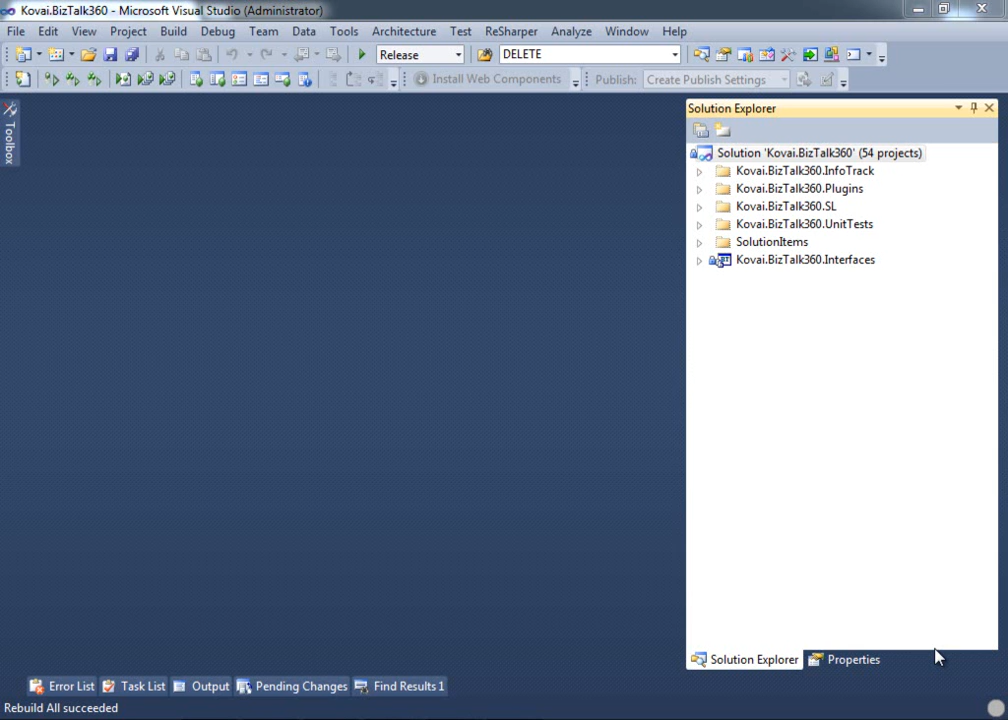 Kovai.BizTalk360 - Microsoft Visual Studio (Administrator)
File Edit View Project Build Debug Team Data Tools Architecture Test ReSharper Analyze Window Help
Release DELETE
Install Web Components Publish: Create Publish Settings
Toolbox
Solution Explorer
Solution 'Kovai.BizTalk360' (54 projects)
Kovai.BizTalk360.InfoTrack
Kovai.BizTalk360.Plugins
Kovai.BizTalk360.SL
Kovai.BizTalk360.UnitTests
SolutionItems
Kovai.BizTalk360.Interfaces
Solution Explorer Properties
Error List Task List Output Pending Changes Find Results 1
Rebuild All succeeded